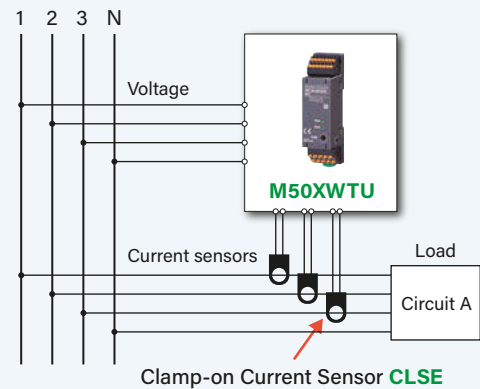 1 2 3 N
Voltage
M50XWTU
Current sensors
Load
Circuit A
Clamp-on Current Sensor CLSE